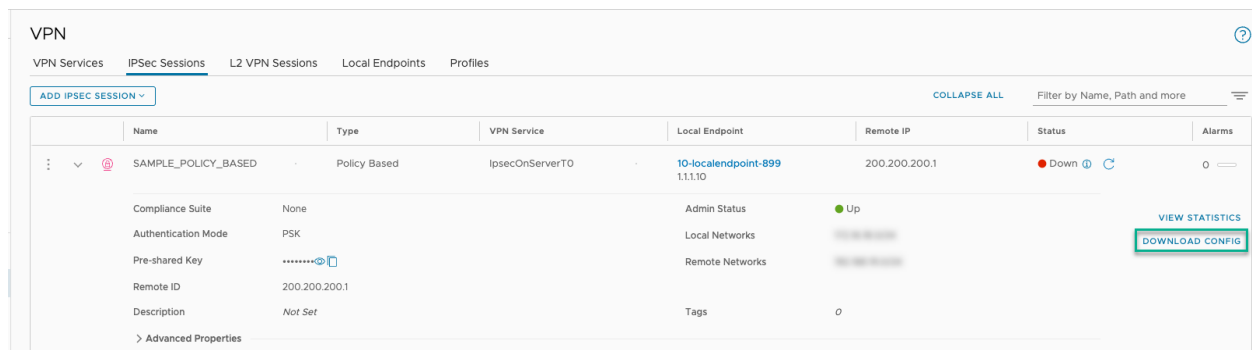 VPN
VPN Services IPSec Sessions L2 VPN Sessions Local Endpoints Profiles
ADD IPSEC SESSION COLLAPSE ALL Filter by Name, Path and more
Name Type VPN Service Local Endpoint Remote IP Status Alarms
SAMPLE_POLICY_BASED Policy Based IpsecOnServerT0 10-localendpoint-899 200.200.200.1 Down 0
1.1.1.10
Compliance Suite None Admin Status Up
VIEW STATISTICS
Authentication Mode PSK Local Networks
DOWNLOAD CONFIG
Pre-shared Key •••••••• Remote Networks
Remote ID 200.200.200.1
Description Not Set Tags 0
Advanced Properties